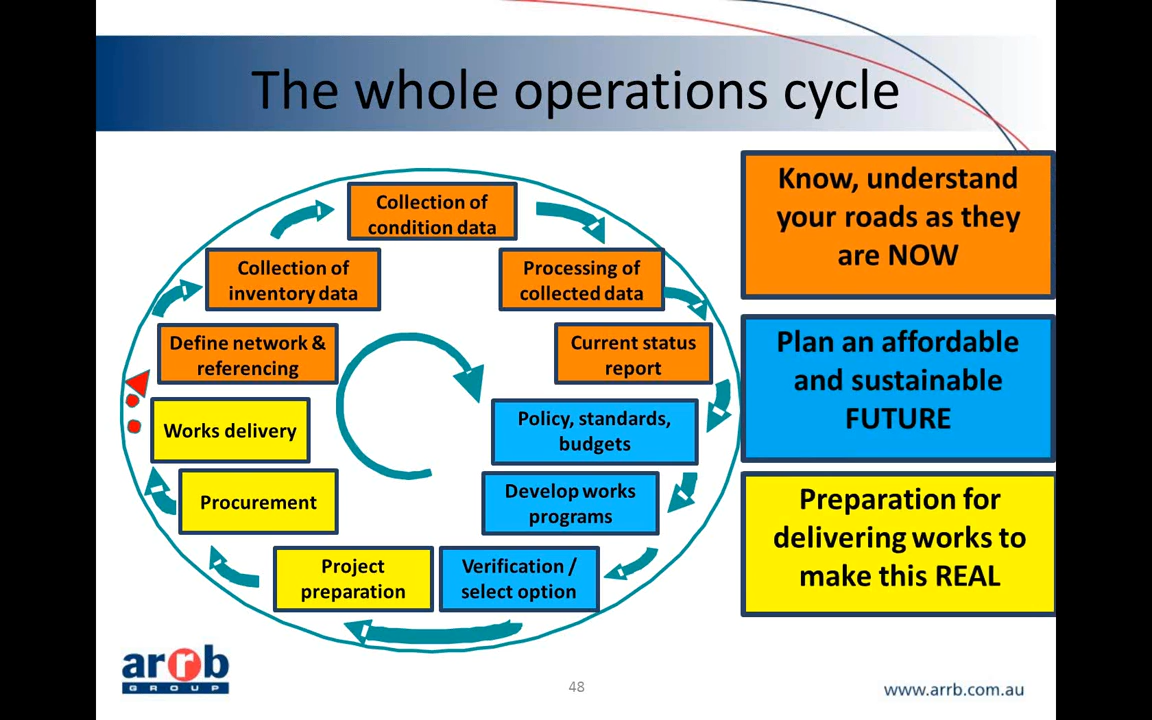 The whole operations cycle
Collection of
condition data
Processing of
collected data
Current status
report
Policy, standards,
budgets
Develop works
programs
Verification /
select option
Project
preparation
Procurement
Works delivery
Define network &
referencing
Collection of
inventory data
Know, understand
your roads as they
are NOW
Plan an affordable
and sustainable
FUTURE
Preparation for
delivering works to
make this REAL
arrb
GROUP
48
www.arrb.com.au